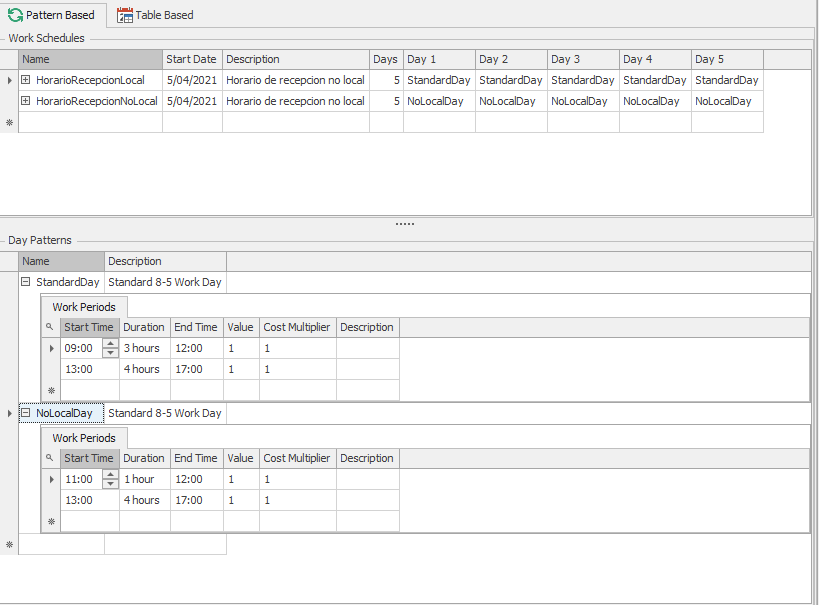 Pattern Based Table Based
Work Schedules
Name Start Date Description Days Day 1 Day 2 Day 3 Day 4 Day 5
HorarioRecepcionLocal 5/04/2021 Horario de recepcion no local 5 StandardDay StandardDay StandardDay StandardDay StandardDay
HorarioRecepcionNoLocal 5/04/2021 Horario de recepcion no local 5 NoLocalDay NoLocalDay NoLocalDay NoLocalDay NoLocalDay
Day Patterns
Name Description
StandardDay Standard 8-5 Work Day
Work Periods
Start Time Duration End Time Value Cost Multiplier Description
09:00 3 hours 12:00 1 1
13:00 4 hours 17:00 1 1
NoLocalDay Standard 8-5 Work Day
Work Periods
Start Time Duration End Time Value Cost Multiplier Description
11:00 1 hour 12:00 1 1
13:00 4 hours 17:00 1 1